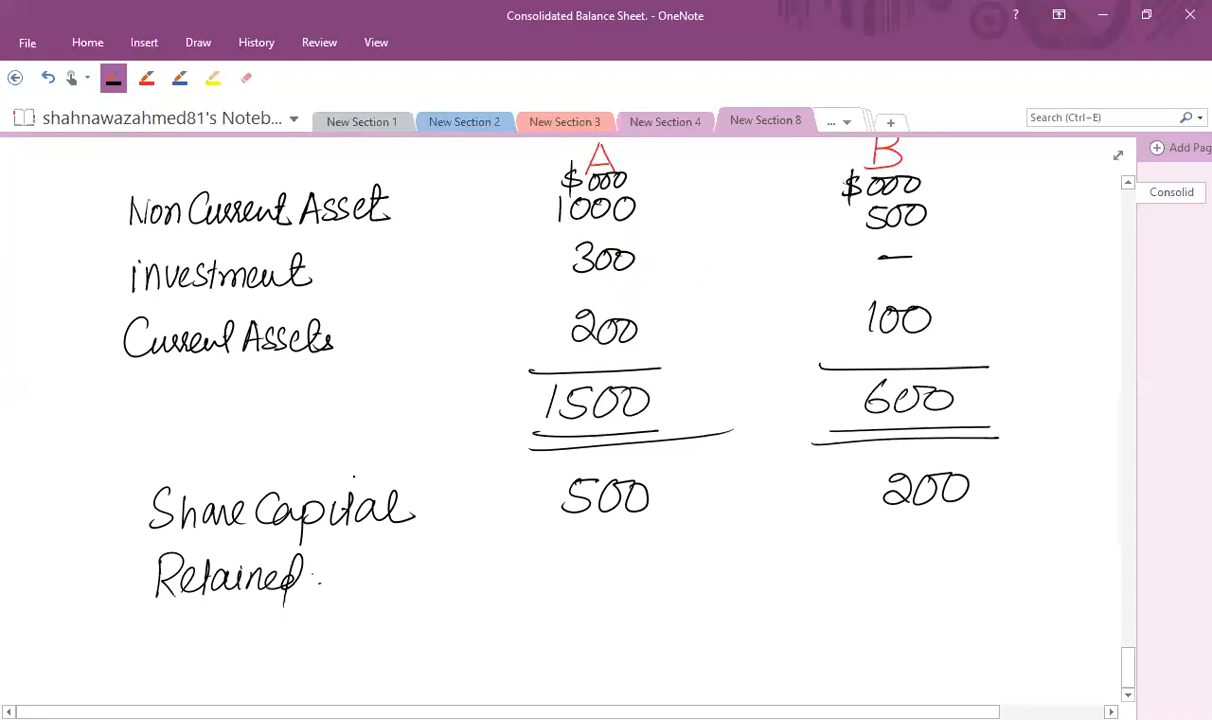 Consolidated Balance Sheet. - OneNote
?
File Home Insert Draw History Review View
shahnawazahmed81's Noteb... New Section 1 New Section 2 New Section 3 New Section 4 New Section 8 ... + Search (Ctrl+E)
Add Pag
Consolid
A B
$000 $000
Non Current Asset 1000 500
investment 300 —
Current Assets 200 100
1500 600
Share Capital 500 200
Retained